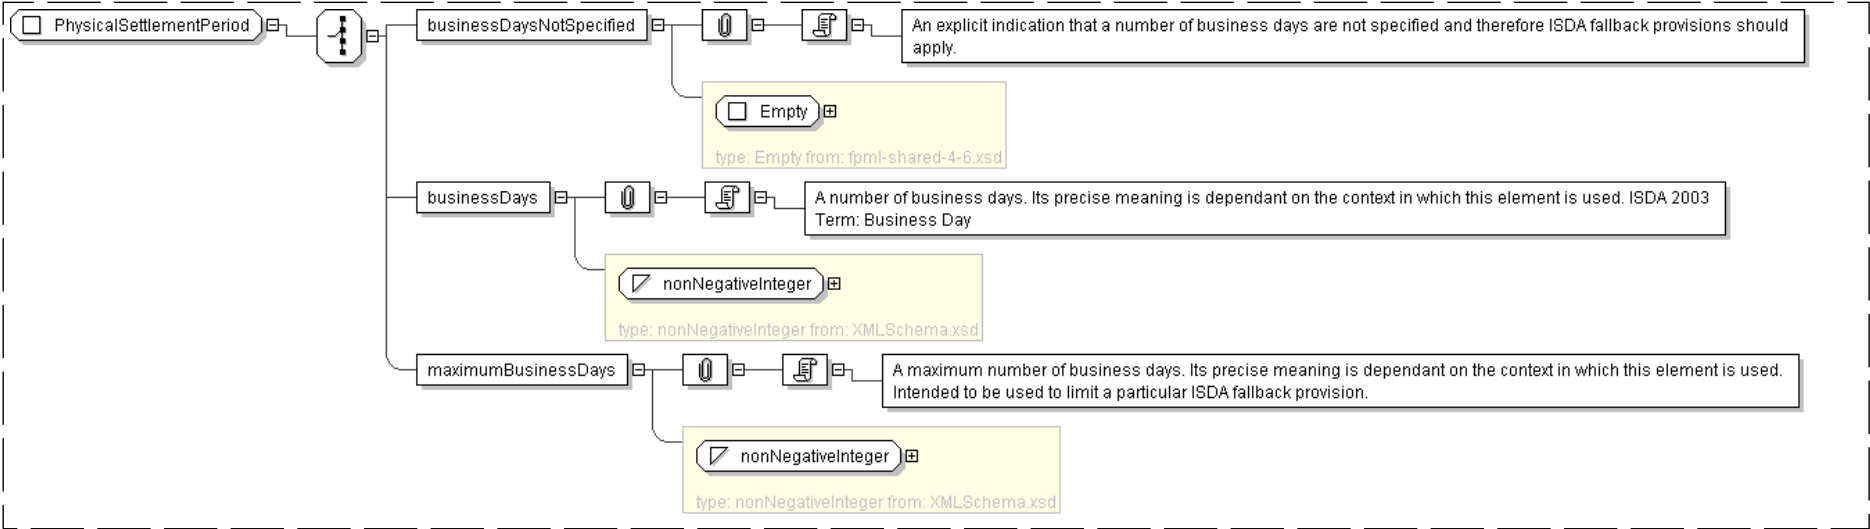 PhysicalSettlementPeriod
businessDaysNotSpecified
An explicit indication that a number of business days are not specified and therefore ISDA fallback provisions should
apply.
Empty
type: Empty from: fpml-shared-4-6.xsd
businessDays
A number of business days. Its precise meaning is dependant on the context in which this element is used. ISDA 2003
Term: Business Day
nonNegativeInteger
type: nonNegativeInteger from: XMLSchema.xsd
maximumBusinessDays
A maximum number of business days. Its precise meaning is dependant on the context in which this element is used.
Intended to be used to limit a particular ISDA fallback provision.
nonNegativeInteger
type: nonNegativeInteger from: XMLSchema.xsd